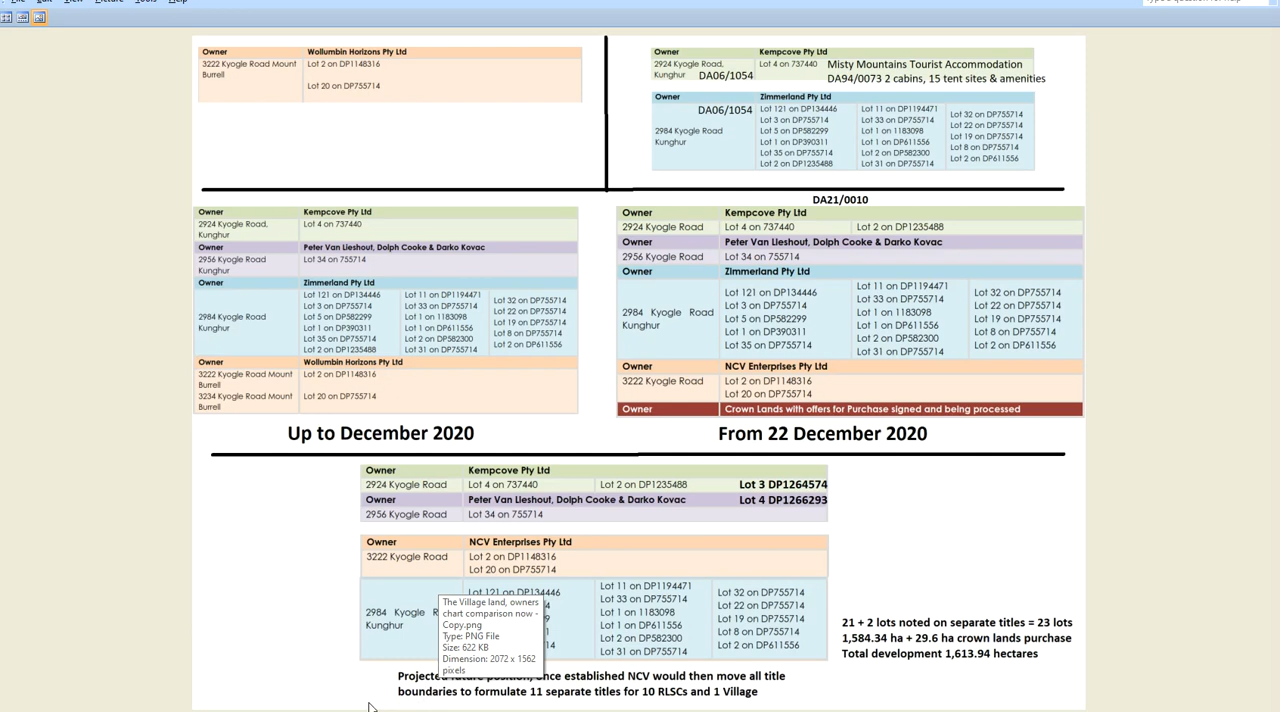 File Edit View Picture Tools Help
Type a question for help
Owner Wollumbin Horizons Pty Ltd
3222 Kyogle Road Mount Burrell Lot 2 on DP1148316
Lot 20 on DP755714
Owner Kempcove Pty Ltd
2924 Kyogle Road, Kunghur DA06/1054 Lot 4 on 737440 Misty Mountains Tourist Accommodation
DA94/0073 2 cabins, 15 tent sites & amenities
Owner Zimmerland Pty Ltd
DA06/1054
2984 Kyogle Road
Kunghur
Lot 121 on DP134446 Lot 11 on DP1194471
Lot 3 on DP755714 Lot 33 on DP755714
Lot 5 on DP582299 Lot 1 on 1183098
Lot 1 on DP390311 Lot 1 on DP611556
Lot 35 on DP755714 Lot 2 on DP582300
Lot 2 on DP1235488 Lot 31 on DP755714
Lot 32 on DP755714
Lot 22 on DP755714
Lot 19 on DP755714
Lot 8 on DP755714
Lot 2 on DP611556
Owner Kempcove Pty Ltd
2924 Kyogle Road,
Kunghur
Lot 4 on 737440
Owner Peter Van Lieshout, Dolph Cooke & Darko Kovac
2956 Kyogle Road
Kunghur
Lot 34 on 755714
Owner Zimmerland Pty Ltd
2984 Kyogle Road
Kunghur
Lot 121 on DP134446 Lot 11 on DP1194471
Lot 3 on DP755714 Lot 33 on DP755714
Lot 5 on DP582299 Lot 1 on 1183098
Lot 1 on DP390311 Lot 1 on DP611556
Lot 35 on DP755714 Lot 2 on DP582300
Lot 2 on DP1235488 Lot 31 on DP755714
Lot 32 on DP755714
Lot 22 on DP755714
Lot 19 on DP755714
Lot 8 on DP755714
Lot 2 on DP611556
Owner Wollumbin Horizons Pty Ltd
3222 Kyogle Road Mount
Burrell
Lot 2 on DP1148316
3234 Kyogle Road Mount
Burrell
Lot 20 on DP755714
Up to December 2020
DA21/0010
Owner Kempcove Pty Ltd
2924 Kyogle Road Lot 4 on 737440 Lot 2 on DP1235488
Owner Peter Van Lieshout, Dolph Cooke & Darko Kovac
2956 Kyogle Road Lot 34 on 755714
Owner Zimmerland Pty Ltd
2984 Kyogle Road
Kunghur
Lot 121 on DP134446
Lot 3 on DP755714
Lot 5 on DP582299
Lot 1 on DP390311
Lot 35 on DP755714
Lot 11 on DP1194471
Lot 33 on DP755714
Lot 1 on 1183098
Lot 1 on DP611556
Lot 2 on DP582300
Lot 31 on DP755714
Lot 32 on DP755714
Lot 22 on DP755714
Lot 19 on DP755714
Lot 8 on DP755714
Lot 2 on DP611556
Owner NCV Enterprises Pty Ltd
3222 Kyogle Road Lot 2 on DP1148316
Lot 20 on DP755714
Owner Crown Lands with offers for Purchase signed and being processed
From 22 December 2020
Owner Kempcove Pty Ltd
2924 Kyogle Road Lot 4 on 737440 Lot 2 on DP1235488 Lot 3 DP1264574
Owner Peter Van Lieshout, Dolph Cooke & Darko Kovac Lot 4 DP1266293
2956 Kyogle Road Lot 34 on 755714
Owner NCV Enterprises Pty Ltd
3222 Kyogle Road Lot 2 on DP1148316
Lot 20 on DP755714
2984 Kyogle
Kunghur
Lot 121 on DP134446
Lot 11 on DP1194471
Lot 33 on DP755714
Lot 1 on 1183098
Lot 1 on DP611556
Lot 2 on DP582300
Lot 31 on DP755714
Lot 32 on DP755714
Lot 22 on DP755714
Lot 19 on DP755714
Lot 8 on DP755714
Lot 2 on DP611556
The Village land, owners
chart comparison now -
Copy.png
Type: PNG File
Size: 622 KB
Dimension: 2072 x 1562
pixels
21 + 2 lots noted on separate titles = 23 lots
1,584.34 ha + 29.6 ha crown lands purchase
Total development 1,613.94 hectares
Projected future position, once established NCV would then move all title
boundaries to formulate 11 separate titles for 10 RLSCs and 1 Village